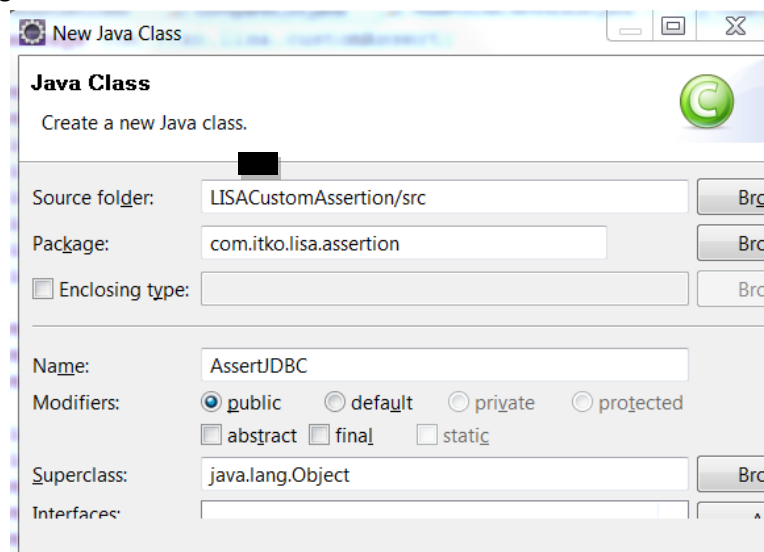 New Java Class
Java Class
Create a new Java class.
Source folder: LISACustomAssertion/src
Package: com.itko.lisa.assertion
Enclosing type:
Name: AssertJDBC
Modifiers: public default private protected
abstract final static
Superclass: java.lang.Object
Interfaces: